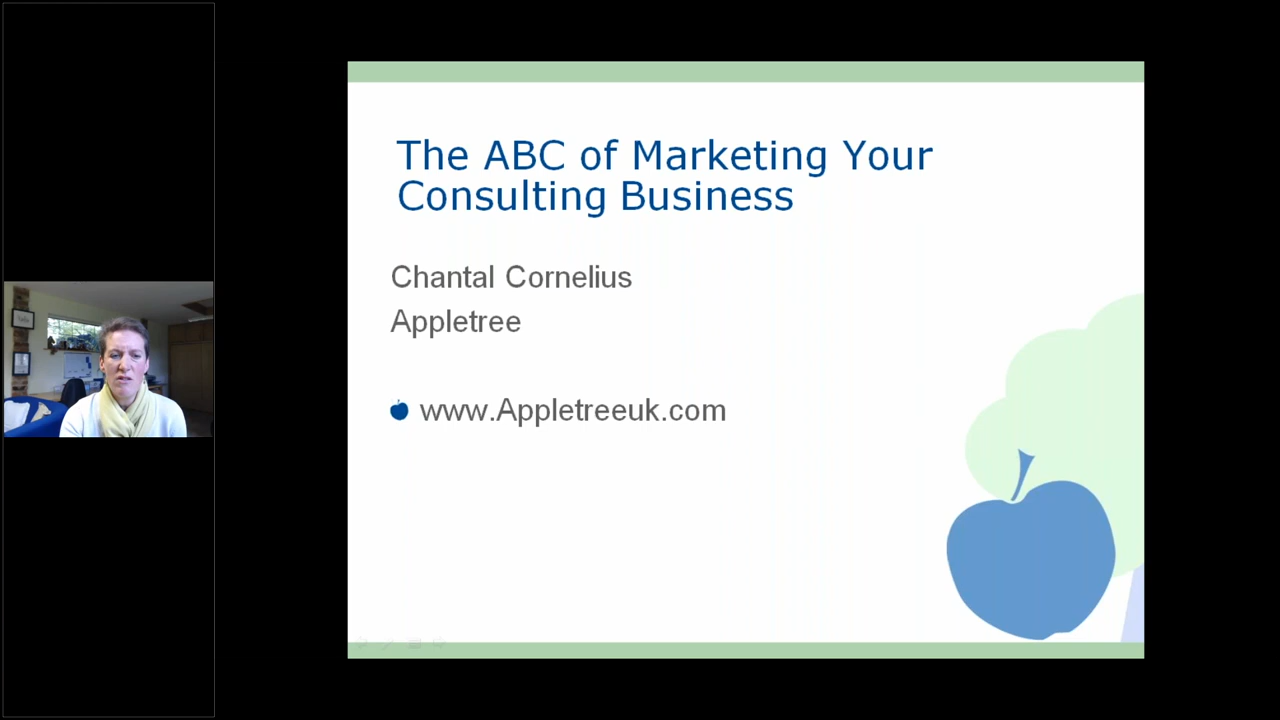 The ABC of Marketing Your
Consulting Business
Chantal Cornelius
Appletree
www.Appletreeuk.com